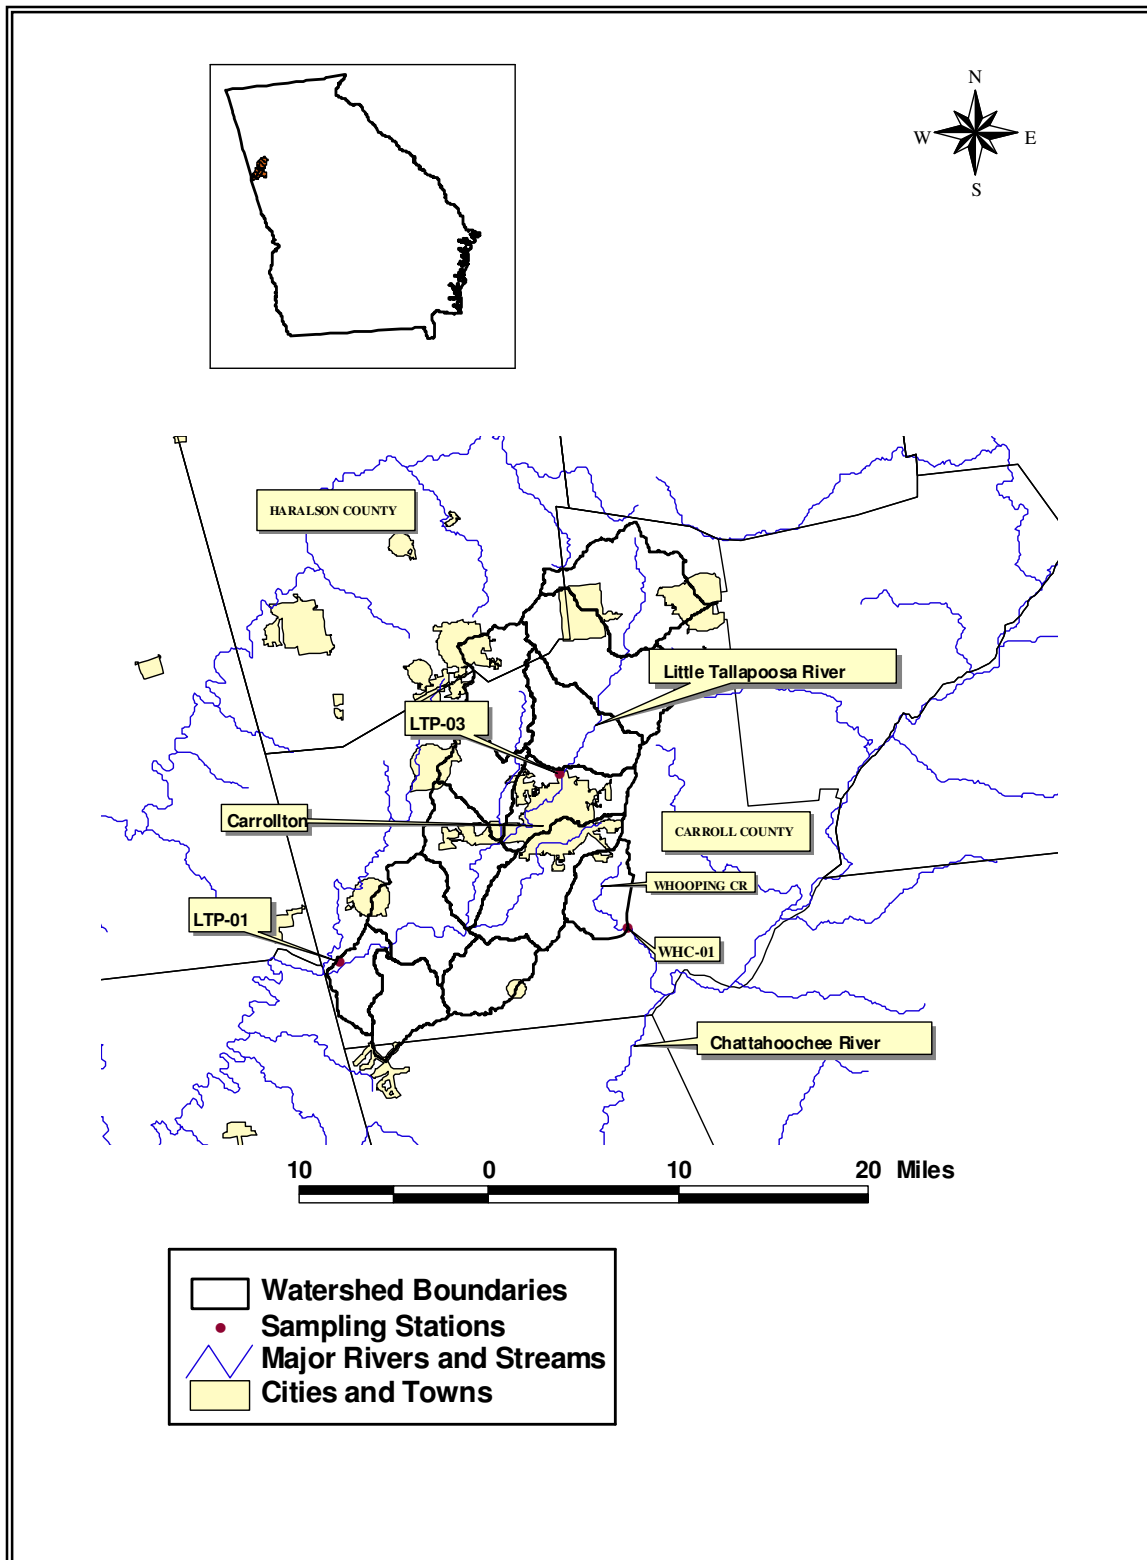 N
W E
S
HARALSON COUNTY
Little Tallapoosa River
LTP-03
Carrollton
CARROLL COUNTY
WHOOPING CR
LTP-01
WHC-01
Chattahoochee River
10 0 10 20 Miles
Watershed Boundaries
Sampling Stations
Major Rivers and Streams
Cities and Towns